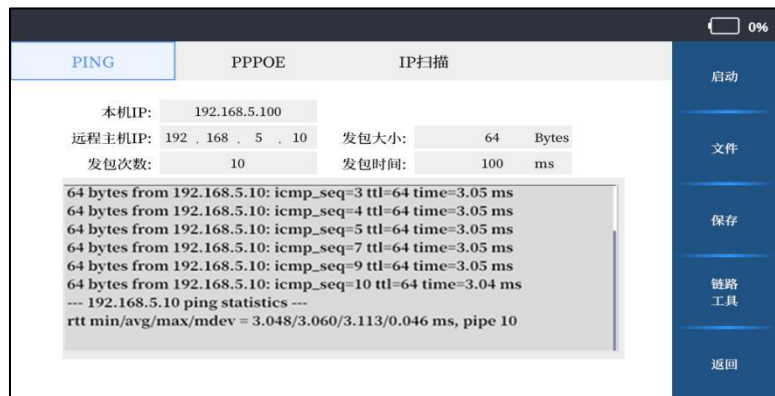 0%
PING PPPOE IP扫描
本机IP: 192.168.5.100
远程主机IP: 192 . 168 . 5 . 10 发包大小: 64 Bytes
发包次数: 10 发包时间: 100 ms
64 bytes from 192.168.5.10: icmp_seq=3 ttl=64 time=3.05 ms
64 bytes from 192.168.5.10: icmp_seq=4 ttl=64 time=3.05 ms
64 bytes from 192.168.5.10: icmp_seq=5 ttl=64 time=3.05 ms
64 bytes from 192.168.5.10: icmp_seq=7 ttl=64 time=3.05 ms
64 bytes from 192.168.5.10: icmp_seq=9 ttl=64 time=3.05 ms
64 bytes from 192.168.5.10: icmp_seq=10 ttl=64 time=3.04 ms
--- 192.168.5.10 ping statistics ---
rtt min/avg/max/mdev = 3.048/3.060/3.113/0.046 ms, pipe 10
启动
文件
保存
链路
工具
返回